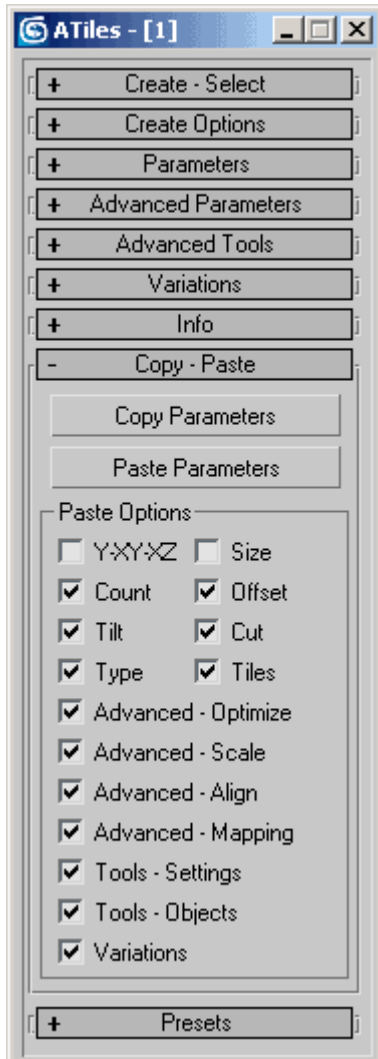 ATiles - [1]
+ Create - Select
+ Create Options
+ Parameters
+ Advanced Parameters
+ Advanced Tools
+ Variations
+ Info
- Copy - Paste
Copy Parameters
Paste Parameters
Paste Options
Y-XY-XZ Size
Count Offset
Tilt Cut
Type Tiles
Advanced - Optimize
Advanced - Scale
Advanced - Align
Advanced - Mapping
Tools - Settings
Tools - Objects
Variations
+ Presets